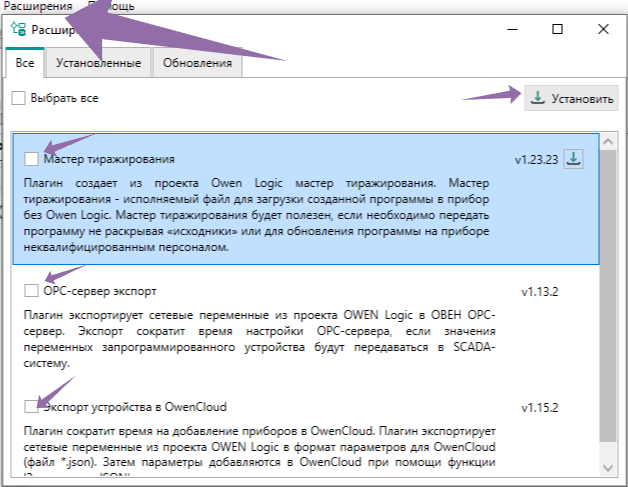 Расширения Помощь
Все Установленные Обновления
Выбрать все Установить
Мастер тиражирования v1.23.23
Плагин создает из проекта Owen Logic мастер тиражирования. Мастер
тиражирования - исполняемый файл для загрузки созданной программы в прибор
без Owen Logic. Мастер тиражирования будет полезен, если необходимо передать
программу не раскрывая «исходники» или для обновления программы на приборе
неквалифицированным персоналом.
OPC-сервер экспорт v1.13.2
Плагин экспортирует сетевые переменные из проекта OWEN Logic в ОВЕН OPC-
сервер. Экспорт сократит время настройки OPC-сервера, если значения
переменных запрограммированного устройства будут передаваться в SCADA-
систему.
Экспорт устройства в OwenCloud v1.15.2
Плагин сократит время на добавление приборов в OwenCloud. Плагин экспортирует
сетевые переменные из проекта OWEN Logic в формат параметров для OwenCloud
(файл *.json). Затем параметры добавляются в OwenCloud при помощи функции